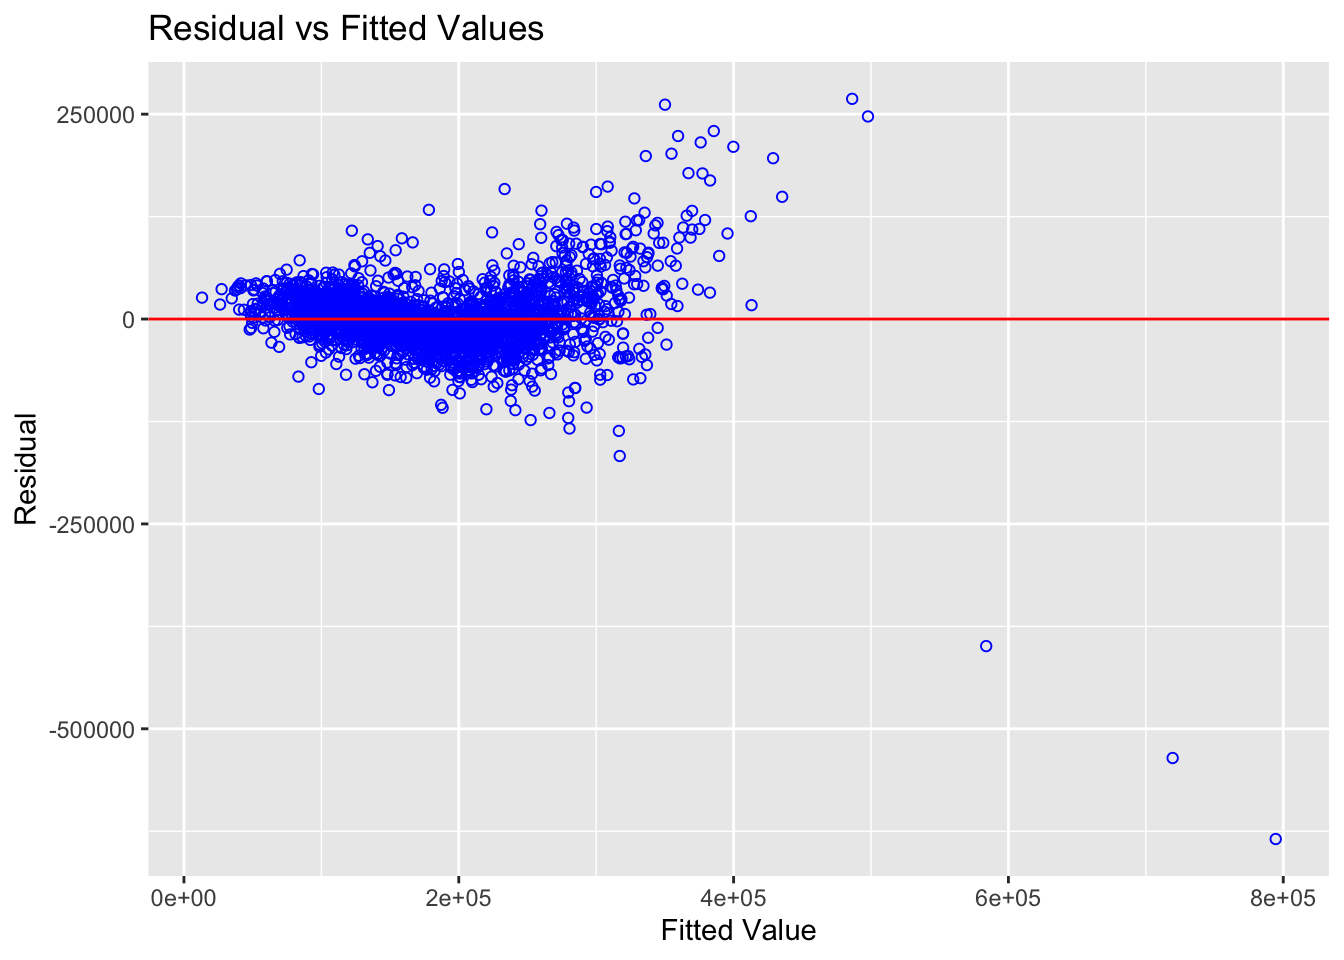 Residual vs Fitted Values
250000
0
-250000
-500000
Residual
0e+00 2e+05 4e+05 6e+05 8e+05
Fitted Value